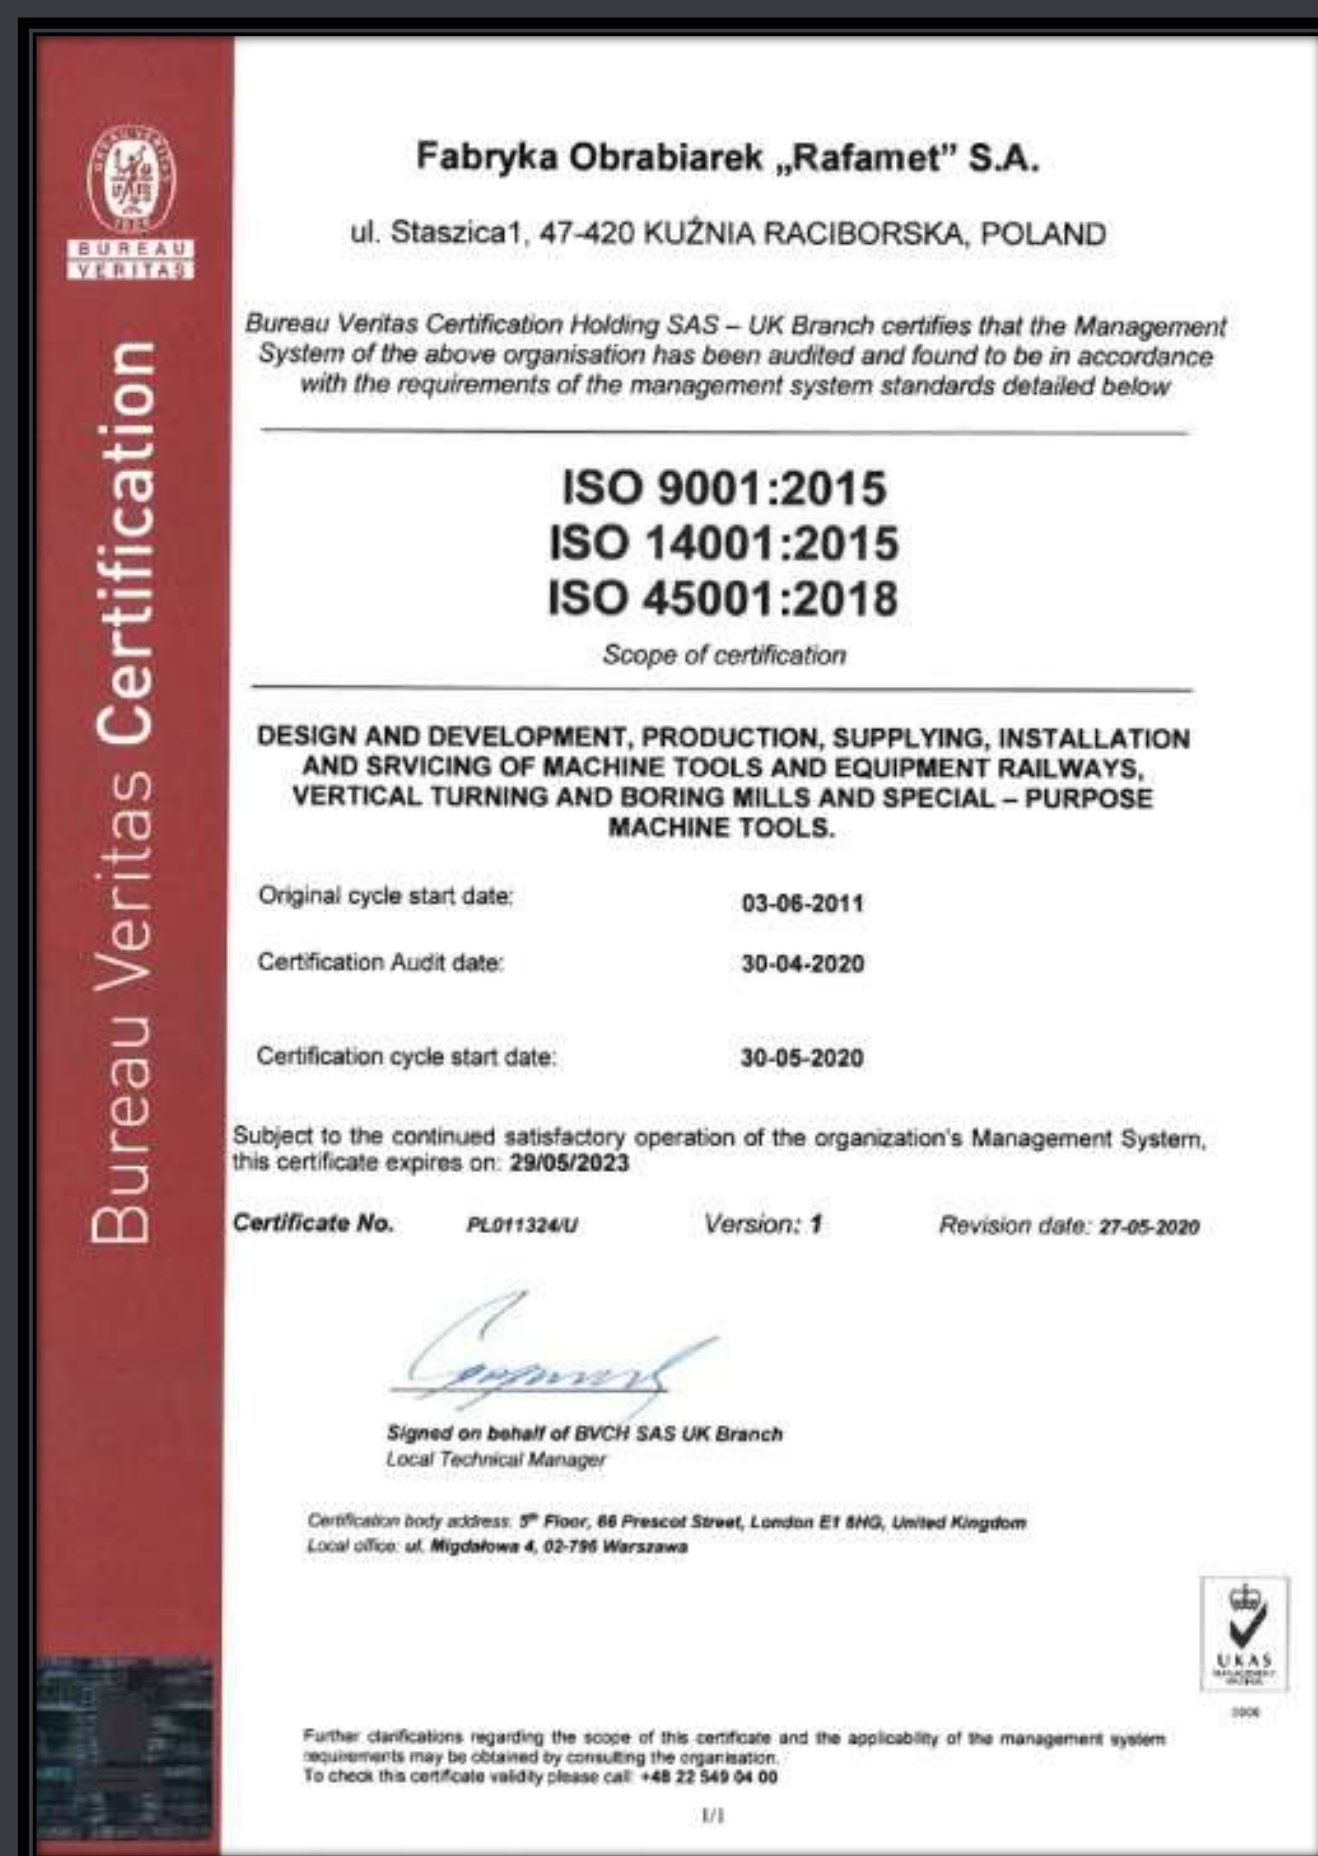 BUREAU
VERITAS
Bureau Veritas Certification
Fabryka Obrabiarek „Rafamet” S.A.
ul. Staszica1, 47-420 KUŹNIA RACIBORSKA, POLAND
Bureau Veritas Certification Holding SAS – UK Branch certifies that the Management
System of the above organisation has been audited and found to be in accordance
with the requirements of the management system standards detailed below
ISO 9001:2015
ISO 14001:2015
ISO 45001:2018
Scope of certification
DESIGN AND DEVELOPMENT, PRODUCTION, SUPPLYING, INSTALLATION
AND SRVICING OF MACHINE TOOLS AND EQUIPMENT RAILWAYS,
VERTICAL TURNING AND BORING MILLS AND SPECIAL – PURPOSE
MACHINE TOOLS.
Original cycle start date: 03-06-2011
Certification Audit date: 30-04-2020
Certification cycle start date: 30-05-2020
Subject to the continued satisfactory operation of the organization's Management System,
this certificate expires on: 29/05/2023
Certificate No. PL011324/U Version: 1 Revision date: 27-05-2020
Signed on behalf of BVCH SAS UK Branch
Local Technical Manager
Certification body address: 5th Floor, 66 Prescot Street, London E1 8HG, United Kingdom
Local office: ul. Migdałowa 4, 02-796 Warszawa
UKAS
MANAGEMENT
SYSTEMS
Further clarifications regarding the scope of this certificate and the applicability of the management system
requirements may be obtained by consulting the organisation.
To check this certificate validity please call: +48 22 549 04 00
1/1